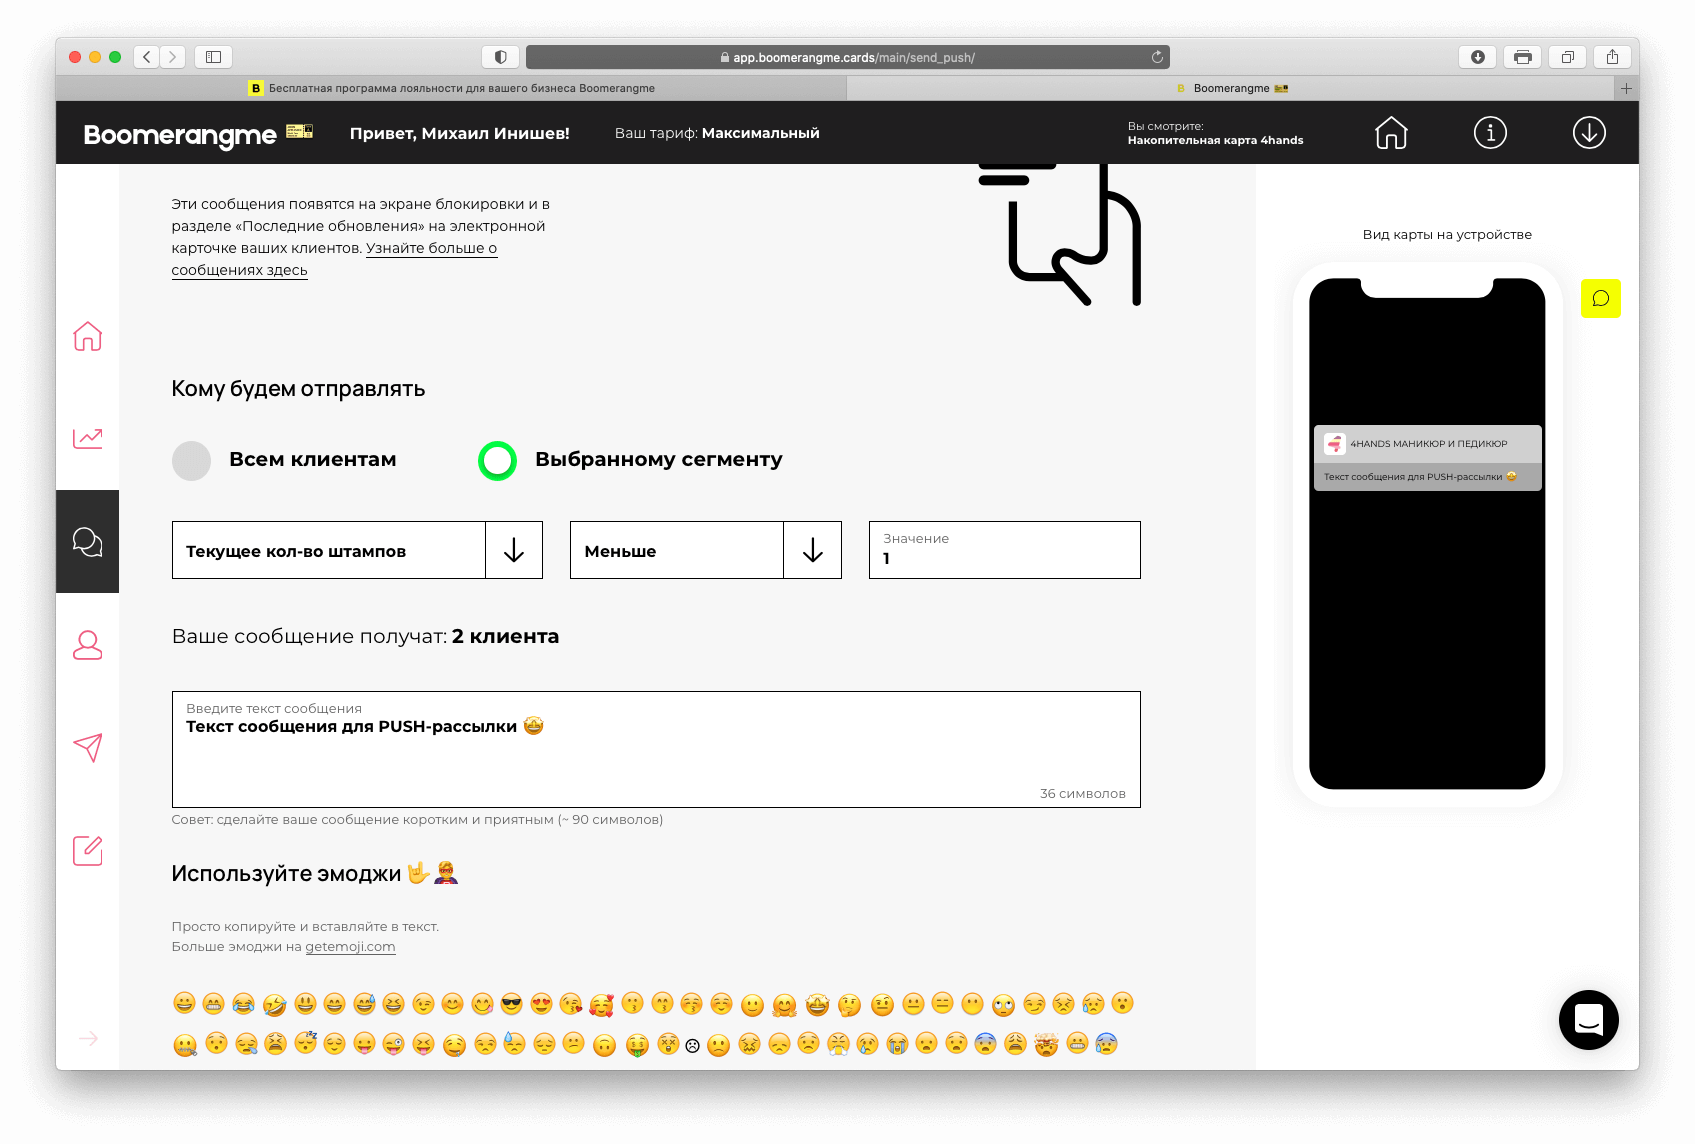 app.boomerangme.cards/main/send_push/
B Бесплатная программа лояльности для вашего бизнеса Boomerangme
B Boomerangme
Boomerangme
Привет, Михаил Инишев!
Ваш тариф: Максимальный
Вы смотрите:
Накопительная карта 4hands
Эти сообщения появятся на экране блокировки и в
разделе «Последние обновления» на электронной
карточке ваших клиентов. Узнайте больше о
сообщениях здесь
Вид карты на устройстве
4HANDS МАНИКЮР И ПЕДИКЮР
Текст сообщения для PUSH-рассылки 🤩
Кому будем отправлять
Всем клиентам
Выбранному сегменту
Текущее кол-во штампов
Меньше
Значение
1
Ваше сообщение получат: 2 клиента
Введите текст сообщения
Текст сообщения для PUSH-рассылки 🤩
36 символов
Совет: сделайте ваше сообщение коротким и приятным (~ 90 символов)
Используйте эмоджи
Просто копируйте и вставляйте в текст.
Больше эмоджи на getemoji.com